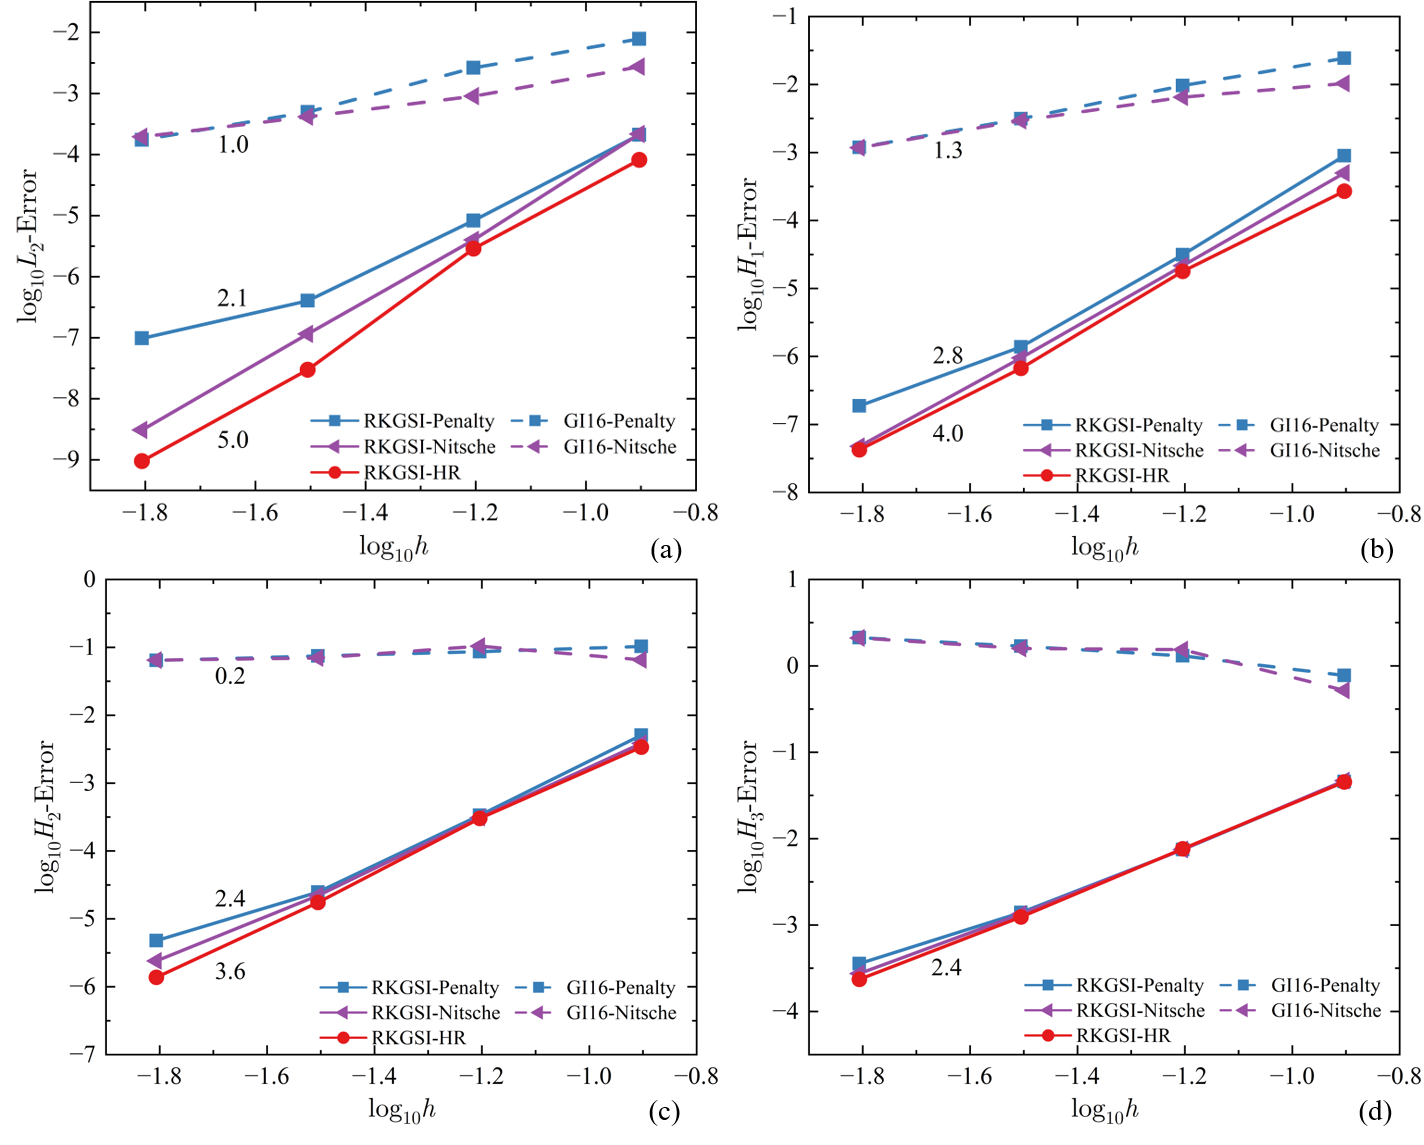 log₁₀L₂-Error
−2
−3
−4
−5
−6
−7
−8
−9
1.0
2.1
5.0
RKGSI-Penalty GI16-Penalty
RKGSI-Nitsche GI16-Nitsche
RKGSI-HR
−1.8 −1.6 −1.4 −1.2 −1.0 −0.8
log₁₀h
(a)
log₁₀H₁-Error
−1
−2
−3
−4
−5
−6
−7
−8
1.3
2.8
4.0
RKGSI-Penalty GI16-Penalty
RKGSI-Nitsche GI16-Nitsche
RKGSI-HR
−1.8 −1.6 −1.4 −1.2 −1.0 −0.8
log₁₀h
(b)
log₁₀H₂-Error
0
−1
−2
−3
−4
−5
−6
−7
0.2
2.4
3.6
RKGSI-Penalty GI16-Penalty
RKGSI-Nitsche GI16-Nitsche
RKGSI-HR
−1.8 −1.6 −1.4 −1.2 −1.0 −0.8
log₁₀h
(c)
log₁₀H₃-Error
1
0
−1
−2
−3
−4
2.4
RKGSI-Penalty GI16-Penalty
RKGSI-Nitsche GI16-Nitsche
RKGSI-HR
−1.8 −1.6 −1.4 −1.2 −1.0 −0.8
log₁₀h
(d)